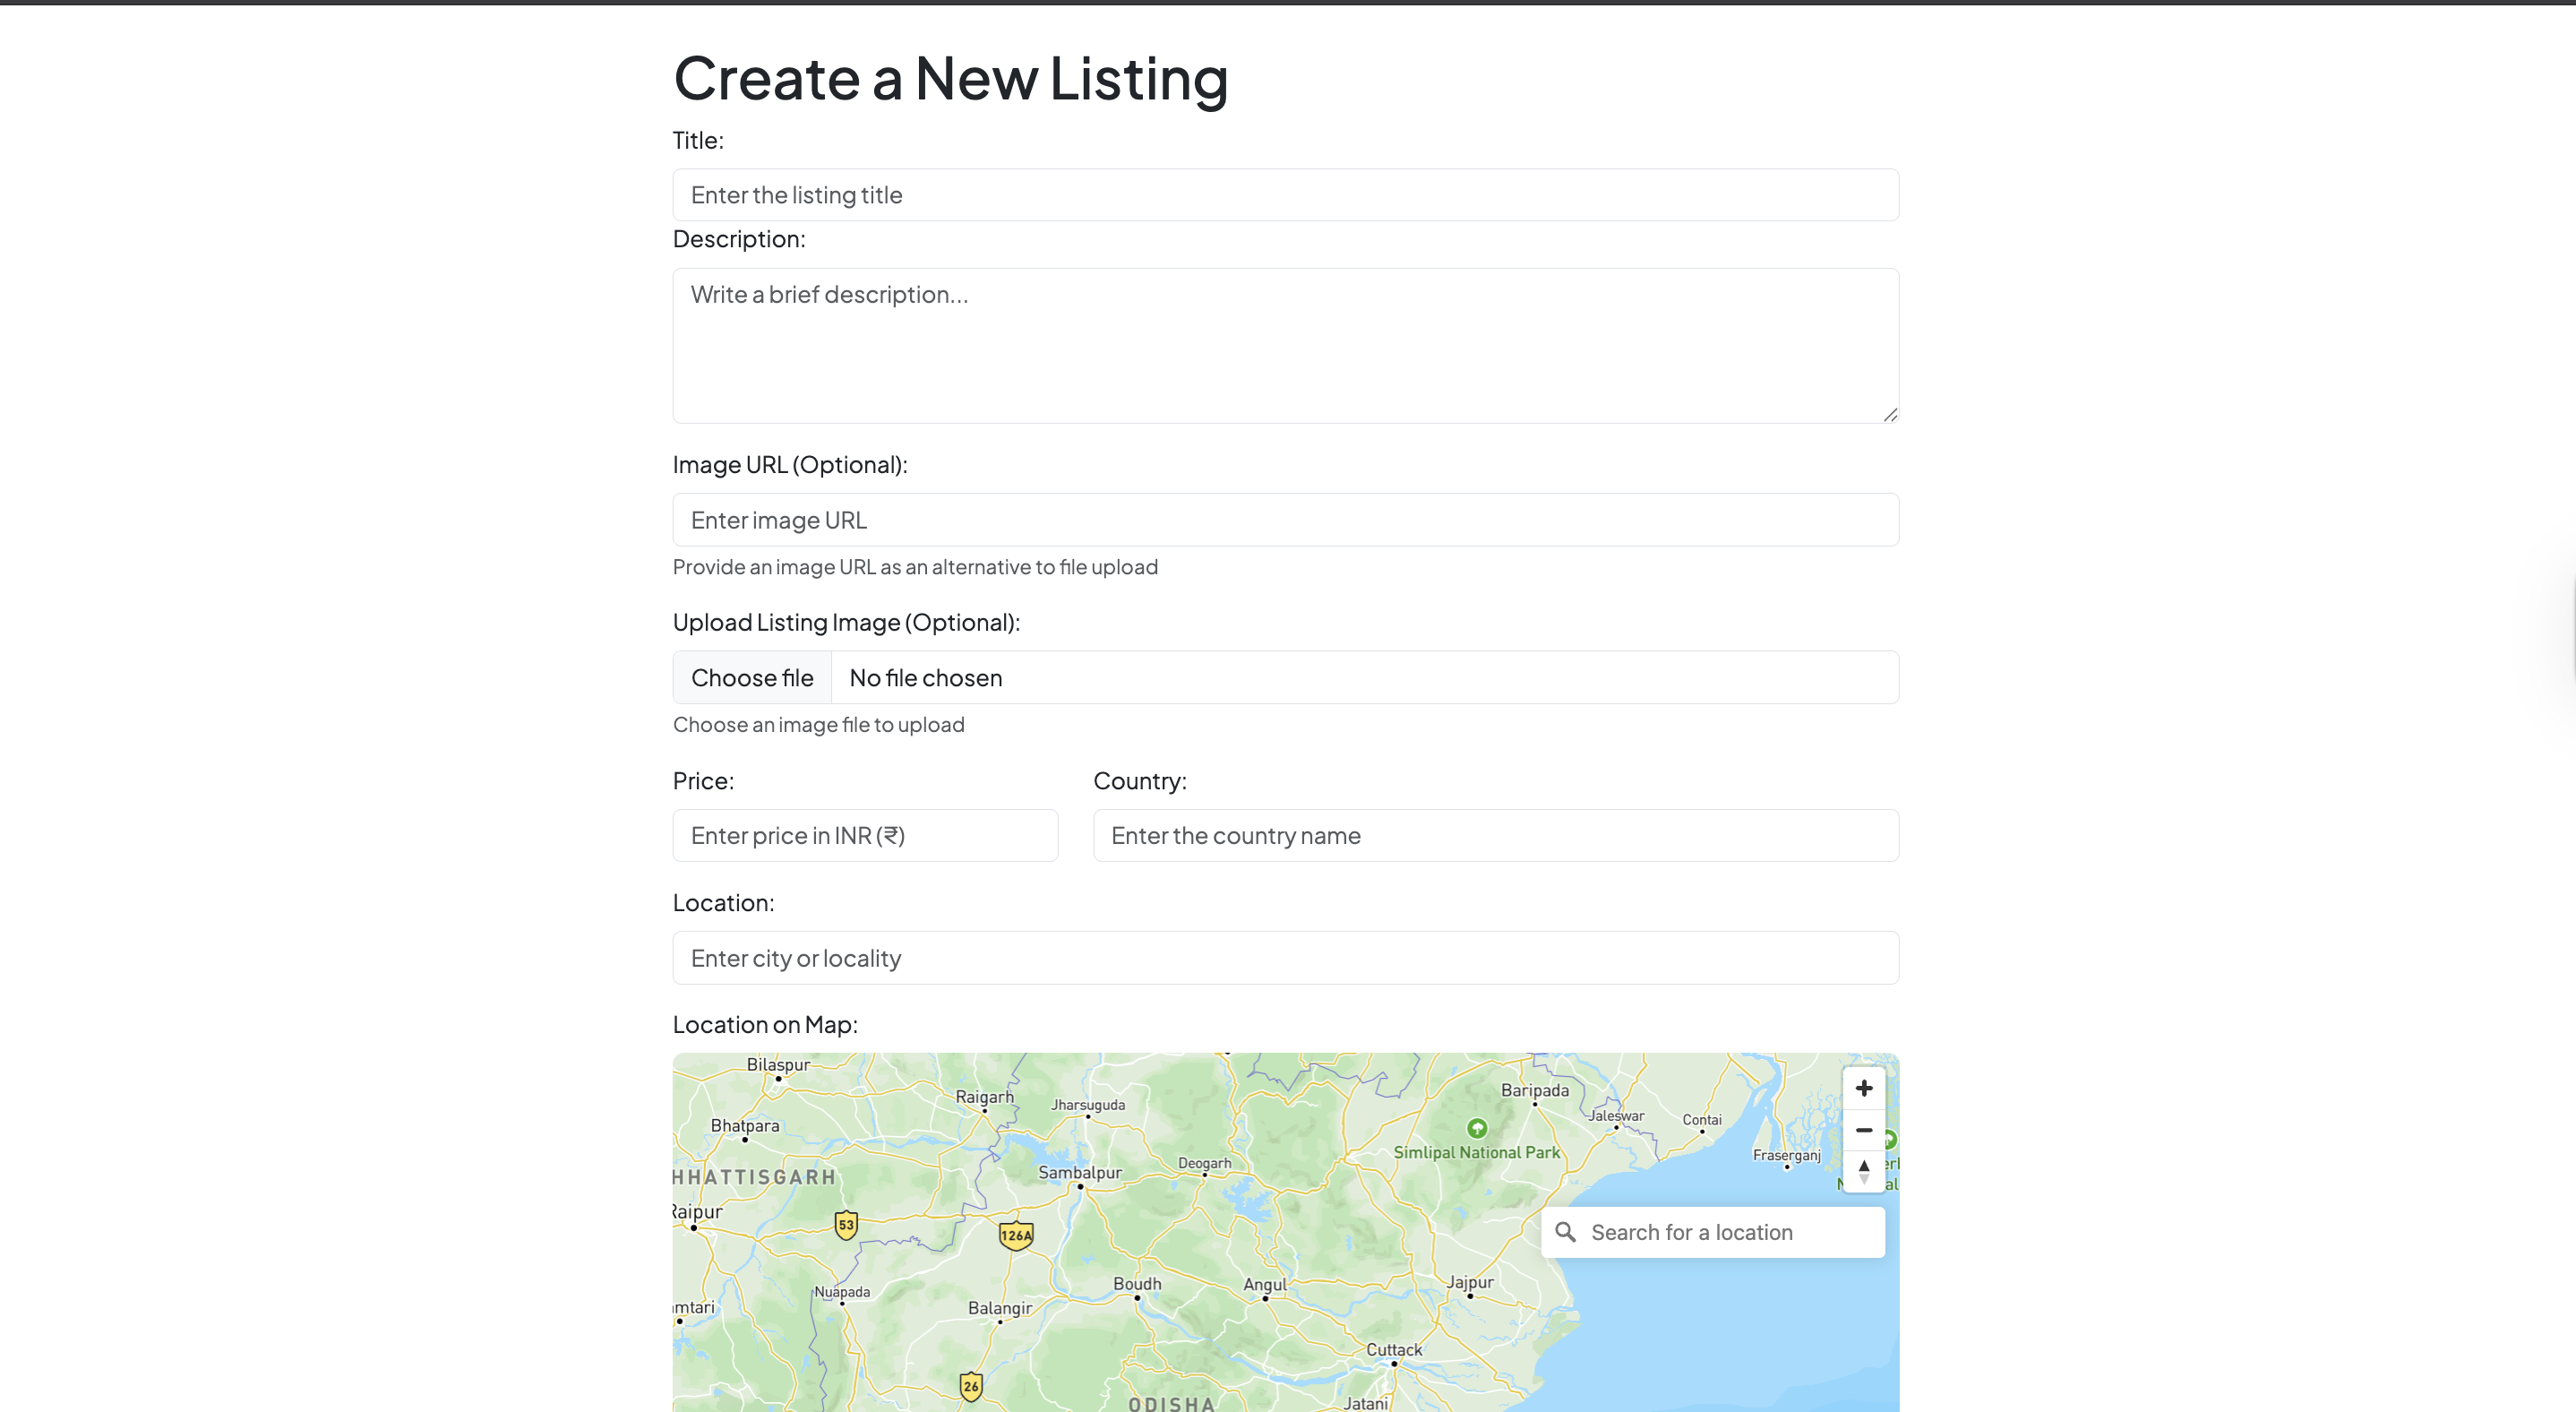 Create a New Listing
Title:
Enter the listing title
Description:
Write a brief description...
Image URL (Optional):
Enter image URL
Provide an image URL as an alternative to file upload
Upload Listing Image (Optional):
Choose file No file chosen
Choose an image file to upload
Price: Country:
Enter price in INR (₹) Enter the country name
Location:
Enter city or locality
Location on Map:
Bilaspur
Baripada
Raigarh
Jharsuguda
Jaleswar
Contai
Bhatpara
Simlipal National Park
Fraserganj
Deogarh
Sambalpur
HHATTISGARH
Raipur
53
126A
Search for a location
Boudh
Angul
Jajpur
Nuapada
Balangir
mtari
Cuttack
26
ODISHA
Jatani